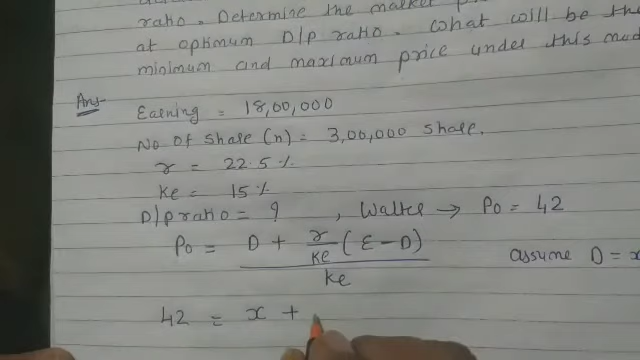 ratio. Determine the market
at optimum D/p ratio. What will be the
minimum and maximum price under this
Ans-
Earning = 18,00,000
No of share (n) = 3,00,000 share.
r = 22.5 %
Ke = 15 %
D/p ratio = ? , Walter → P0 = 42
P0 = D + r/ke (E-D) / ke
assume D = x
42 = x +